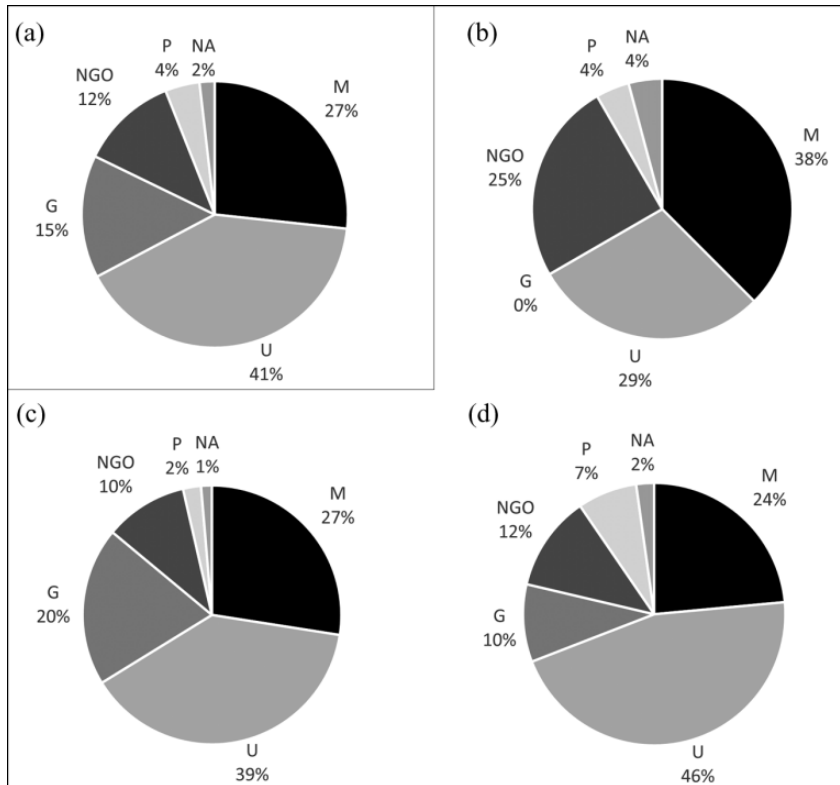 (a)
P
4%
NA
2%
NGO
12%
M
27%
G
15%
U
41%
(b)
P
4%
NA
4%
M
38%
NGO
25%
G
0%
U
29%
(c)
P
2%
NA
1%
NGO
10%
M
27%
G
20%
U
39%
(d)
P
7%
NA
2%
M
24%
NGO
12%
G
10%
U
46%